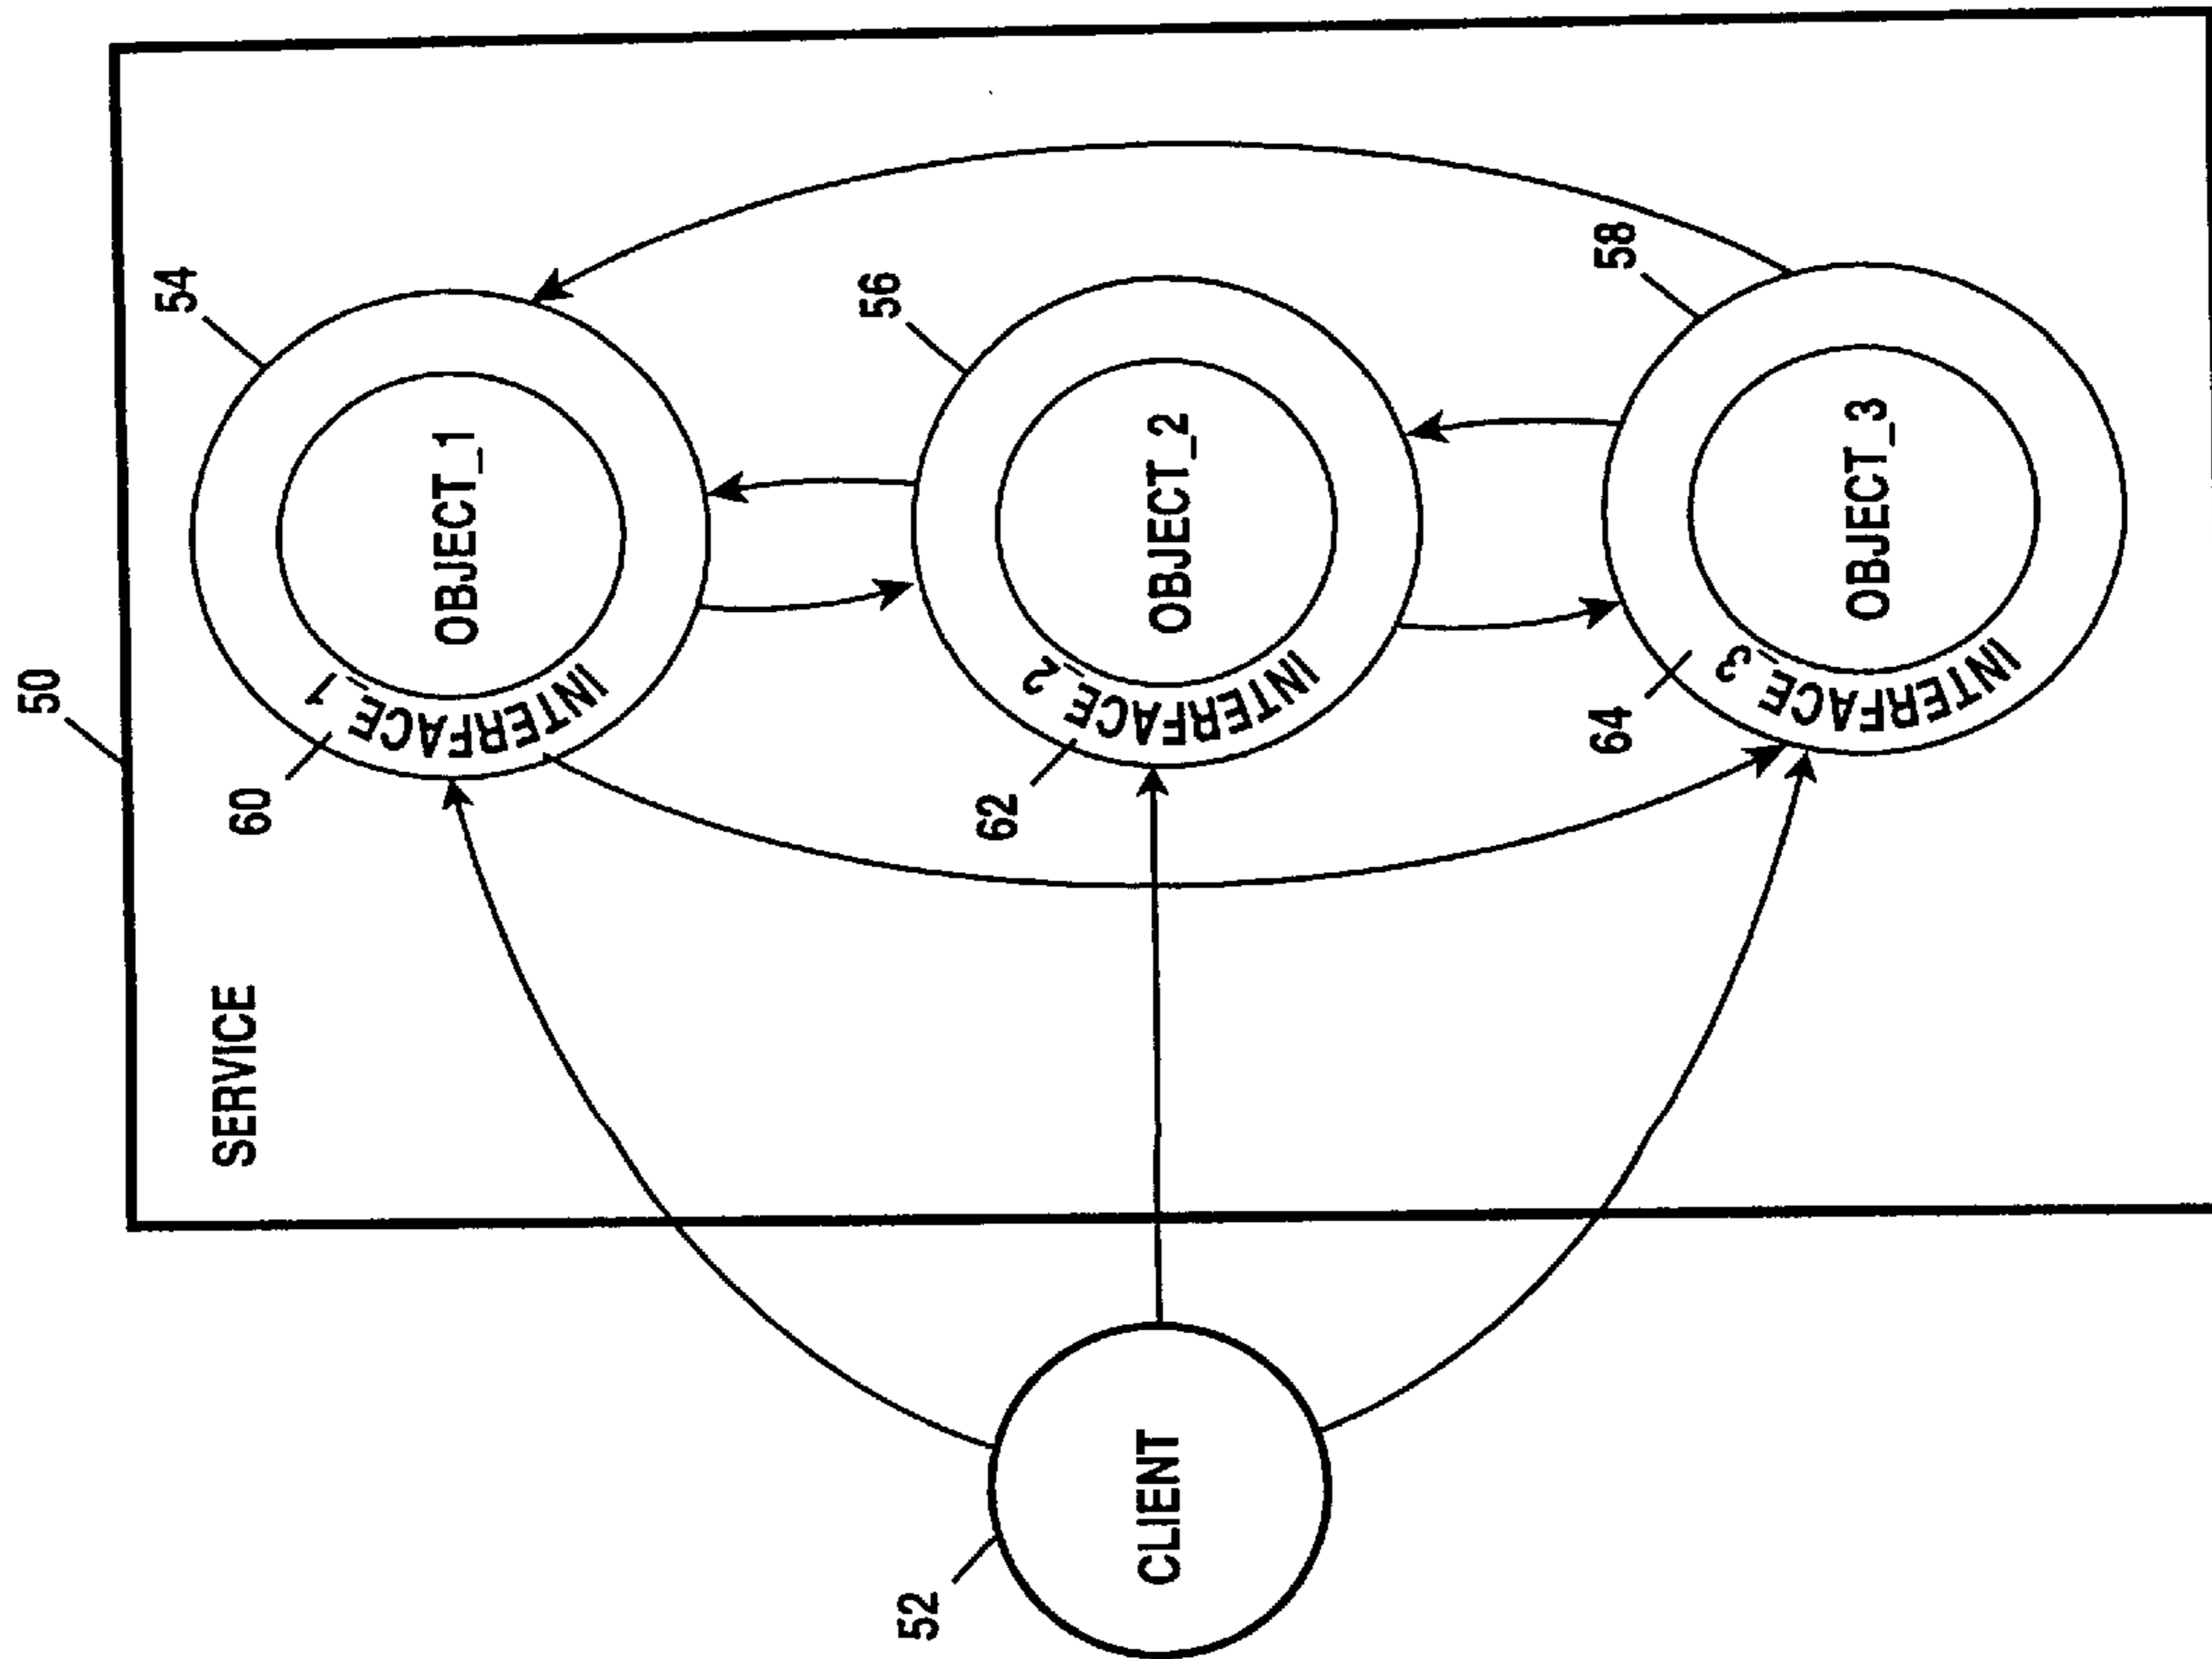 50
SERVICE
54
60
OBJECT_1
INTERFACE_1
56
62
OBJECT_2
INTERFACE_2
58
64
OBJECT_3
INTERFACE_3
52
CLIENT